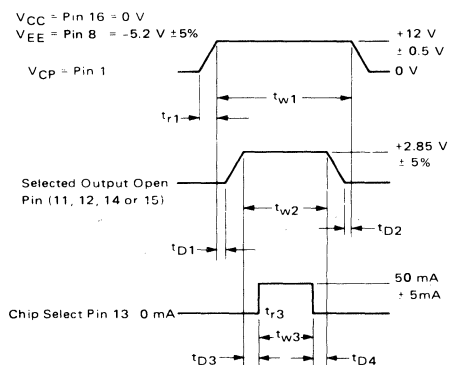 VCC = Pin 16 = 0 V
VEE = Pin 8 = -5.2 V ±5%
VCP = Pin 1
+12 V
± 0.5 V
0 V
tw1
tr1
+2.85 V
± 5%
Selected Output Open
Pin (11, 12, 14 or 15)
tw2
tD1
tD2
50 mA
± 5mA
Chip Select Pin 13 0 mA
tr3
tw3
tD3
tD4